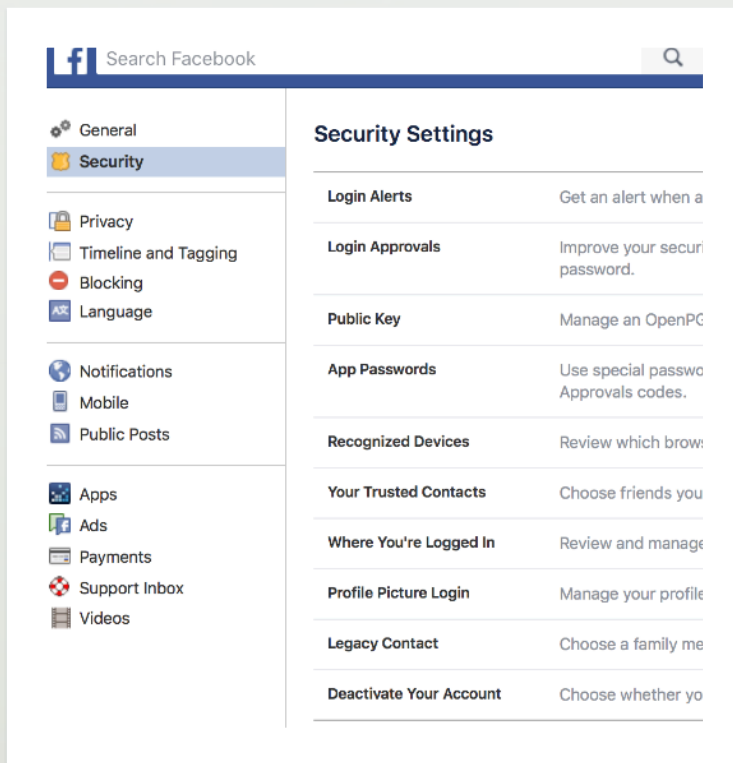 Search Facebook
General
Security
Privacy
Timeline and Tagging
Blocking
Language
Notifications
Mobile
Public Posts
Apps
Ads
Payments
Support Inbox
Videos
Security Settings
Login Alerts Get an alert when a
Login Approvals Improve your securi
password.
Public Key Manage an OpenPG
App Passwords Use special passwo
Approvals codes.
Recognized Devices Review which brows
Your Trusted Contacts Choose friends you
Where You're Logged In Review and manage
Profile Picture Login Manage your profile
Legacy Contact Choose a family me
Deactivate Your Account Choose whether yo